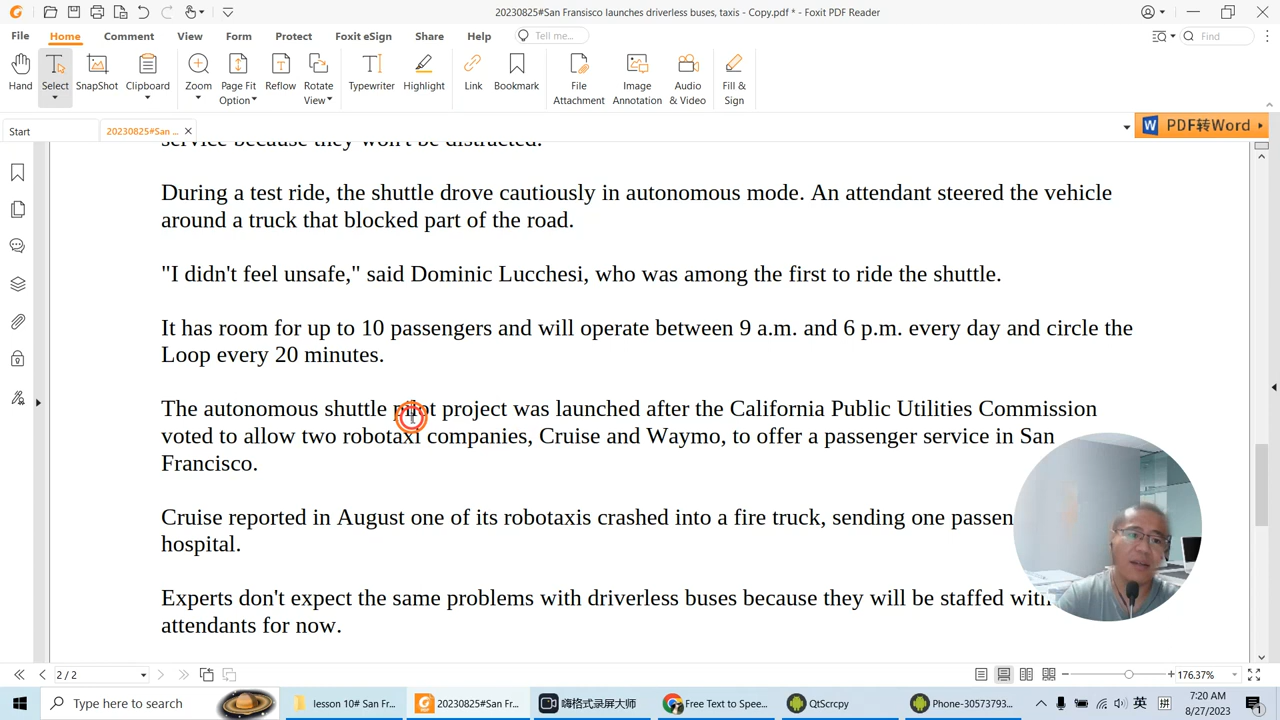 20230825#San Fransisco launches driverless buses, taxis - Copy.pdf * - Foxit PDF Reader
File Home Comment View Form Protect Foxit eSign Share Help Tell me... Find
Hand Select SnapShot Clipboard Zoom Page Fit Option Reflow Rotate View Typewriter Highlight Link Bookmark File Attachment Image Annotation Audio & Video Fill & Sign
Start 20230825#San ... PDF转Word
service because they won't be distracted.
During a test ride, the shuttle drove cautiously in autonomous mode. An attendant steered the vehicle
around a truck that blocked part of the road.
"I didn't feel unsafe," said Dominic Lucchesi, who was among the first to ride the shuttle.
It has room for up to 10 passengers and will operate between 9 a.m. and 6 p.m. every day and circle the
Loop every 20 minutes.
The autonomous shuttle pilot project was launched after the California Public Utilities Commission
voted to allow two robotaxi companies, Cruise and Waymo, to offer a passenger service in San
Francisco.
Cruise reported in August one of its robotaxis crashed into a fire truck, sending one passen
hospital.
Experts don't expect the same problems with driverless buses because they will be staffed with
attendants for now.
2 / 2 176.37%
Type here to search lesson 10# San Fr... 20230825#San Fr... 嗨格式录屏大师 Free Text to Spee... QtScrcpy Phone-30573793... 英 拼 7:20 AM
8/27/2023 1